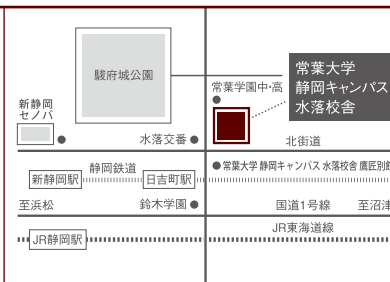 駿府城公園
常葉学園中・高
常葉大学
静岡キャンパス
水落校舎
新静岡
セノバ
水落交番
北街道
静岡鉄道
常葉大学 静岡キャンパス 水落校舎 鷹匠別館
新静岡駅
日吉町駅
至浜松
鈴木学園
国道1号線
至沼津
JR東海道線
JR静岡駅